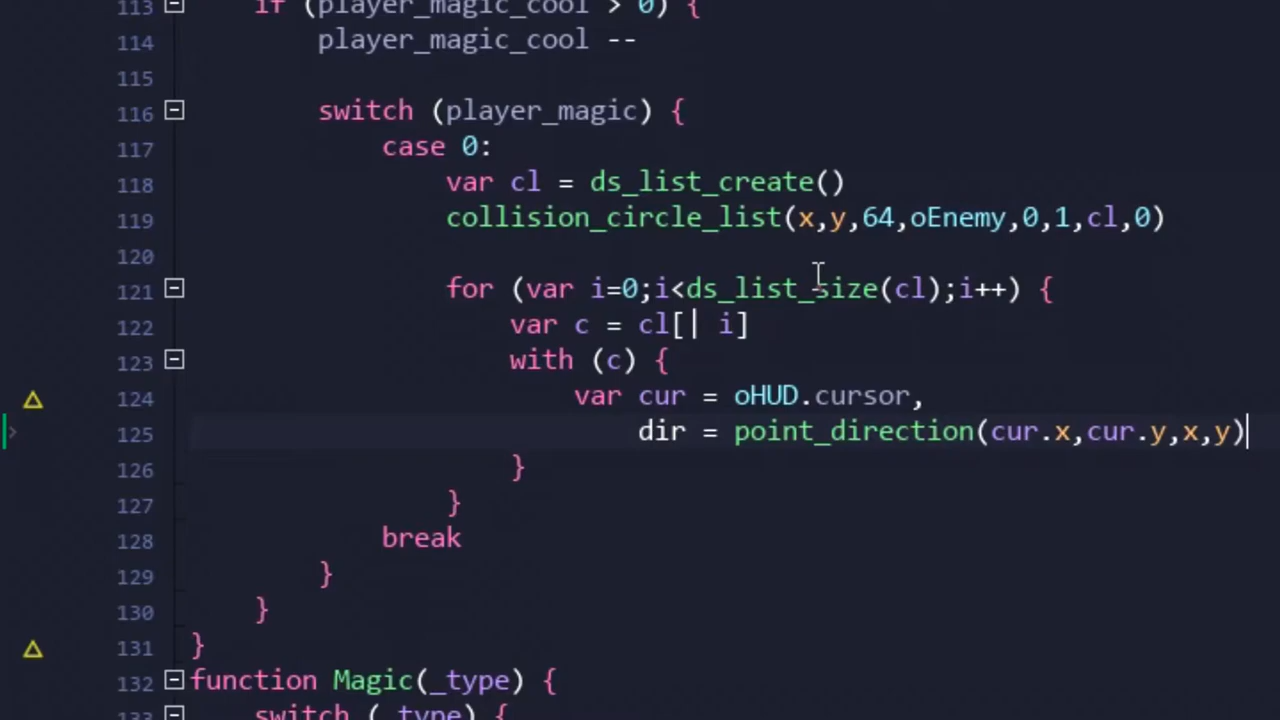 113 if (player_magic_cool > 0) {
114 player_magic_cool --
115
116 switch (player_magic) {
117 case 0:
118 var cl = ds_list_create()
119 collision_circle_list(x,y,64,oEnemy,0,1,cl,0)
120
121 for (var i=0;i<ds_list_size(cl);i++) {
122 var c = cl[| i]
123 with (c) {
124 var cur = oHUD.cursor,
125 dir = point_direction(cur.x,cur.y,x,y)
126 }
127 }
128 break
129 }
130 }
131 }
132 function Magic(_type) {
133 switch (_type) {